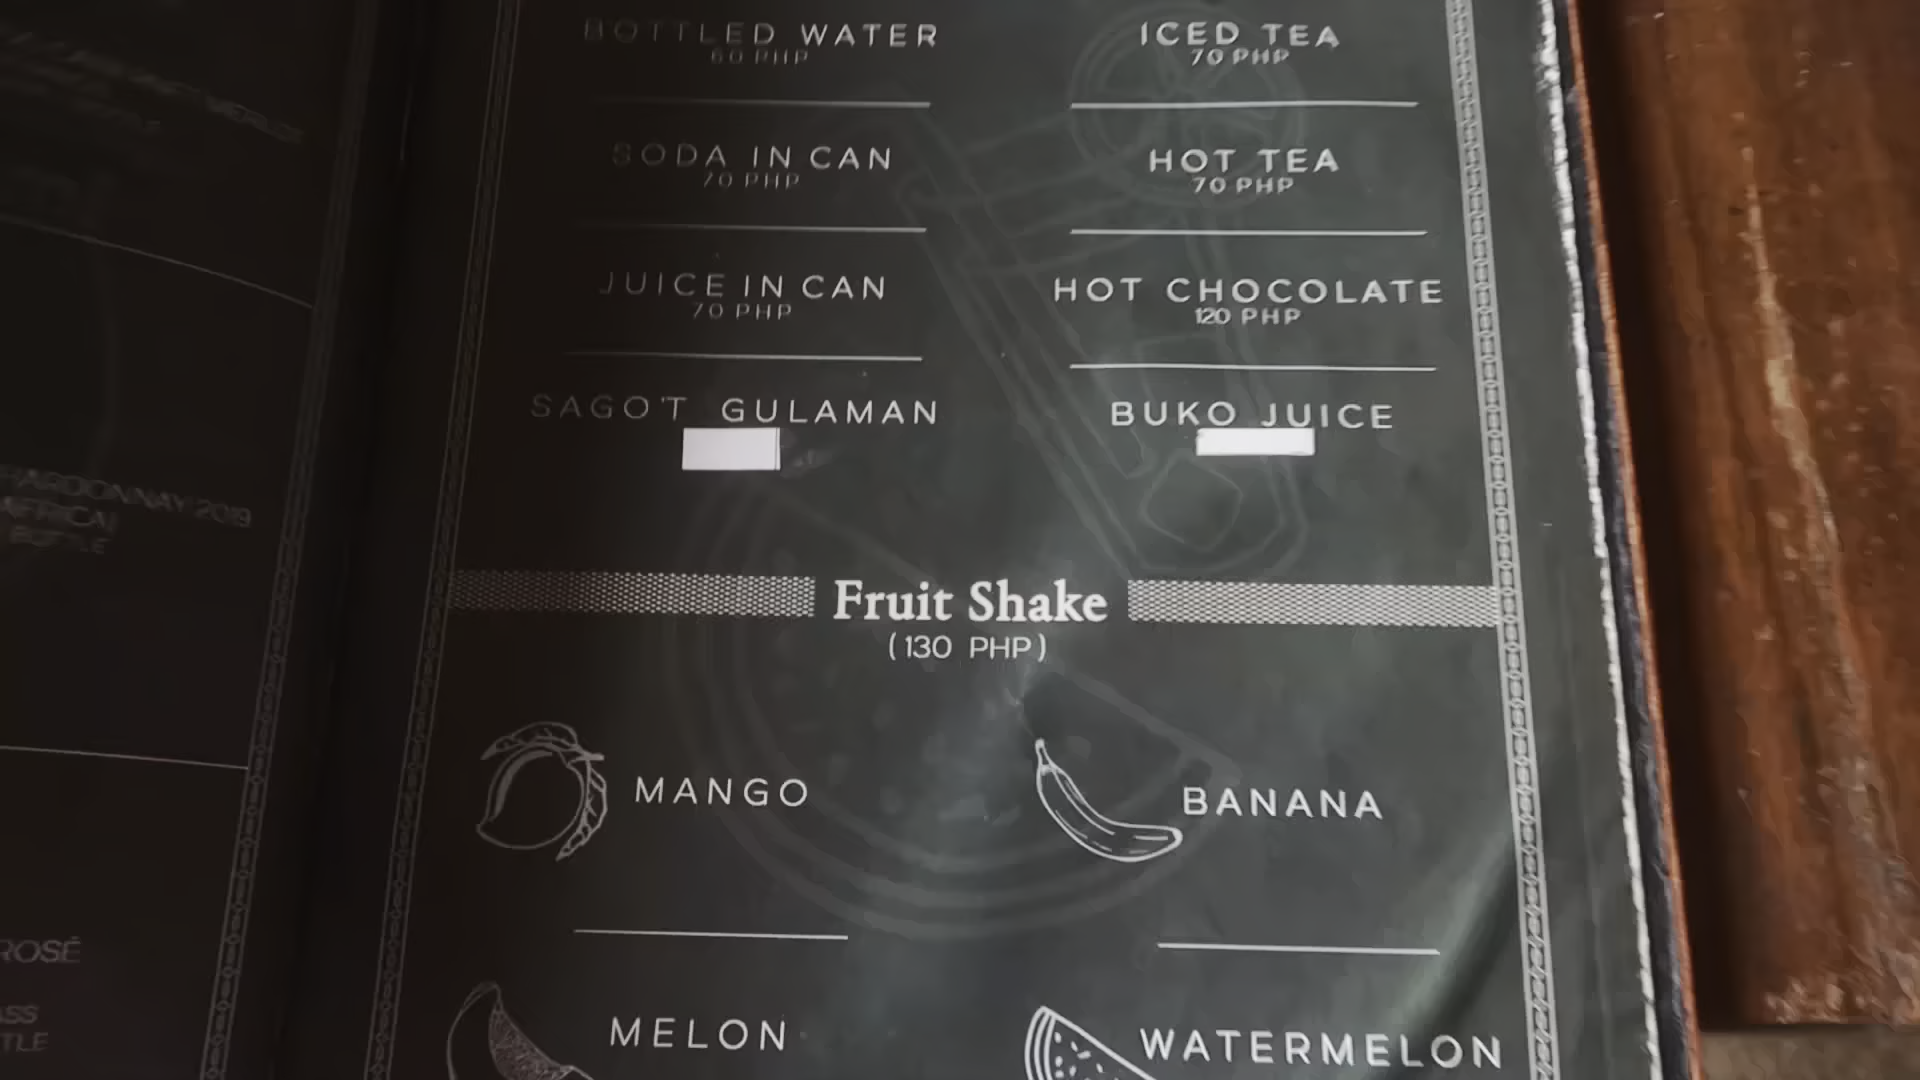 BOTTLED WATER
60 PHP
ICED TEA
70 PHP
SODA IN CAN
70 PHP
HOT TEA
70 PHP
JUICE IN CAN
70 PHP
HOT CHOCOLATE
120 PHP
SAGO'T GULAMAN
BUKO JUICE
Fruit Shake
(130 PHP)
MANGO
BANANA
MELON
WATERMELON
2019
BOTTLE
ROSÉ